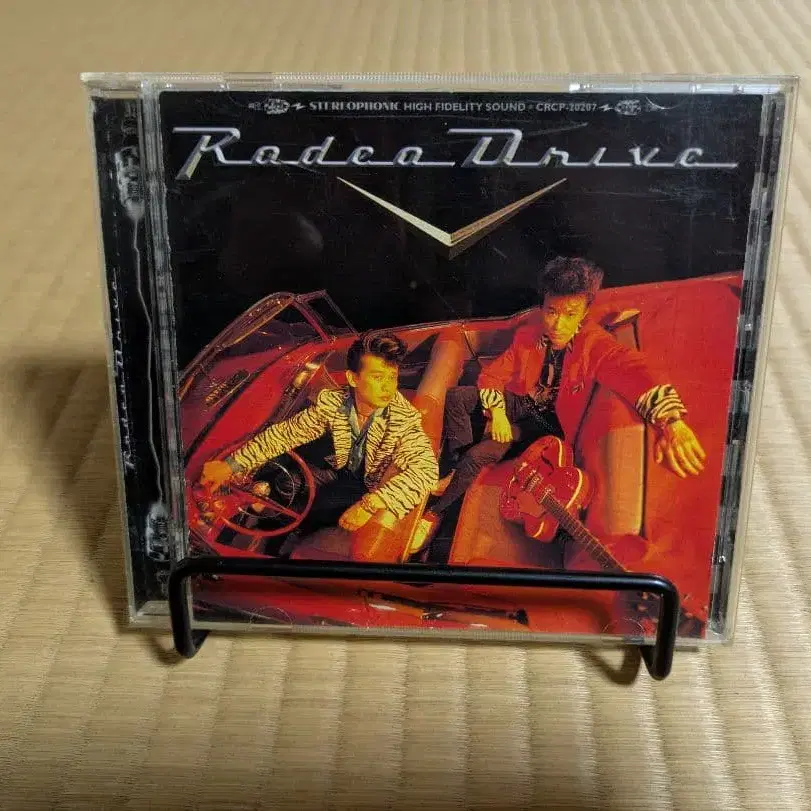 STEREOPHONIC HIGH FIDELITY SOUND CRCP-20207
Rodeo Drive
Rodeo Drive